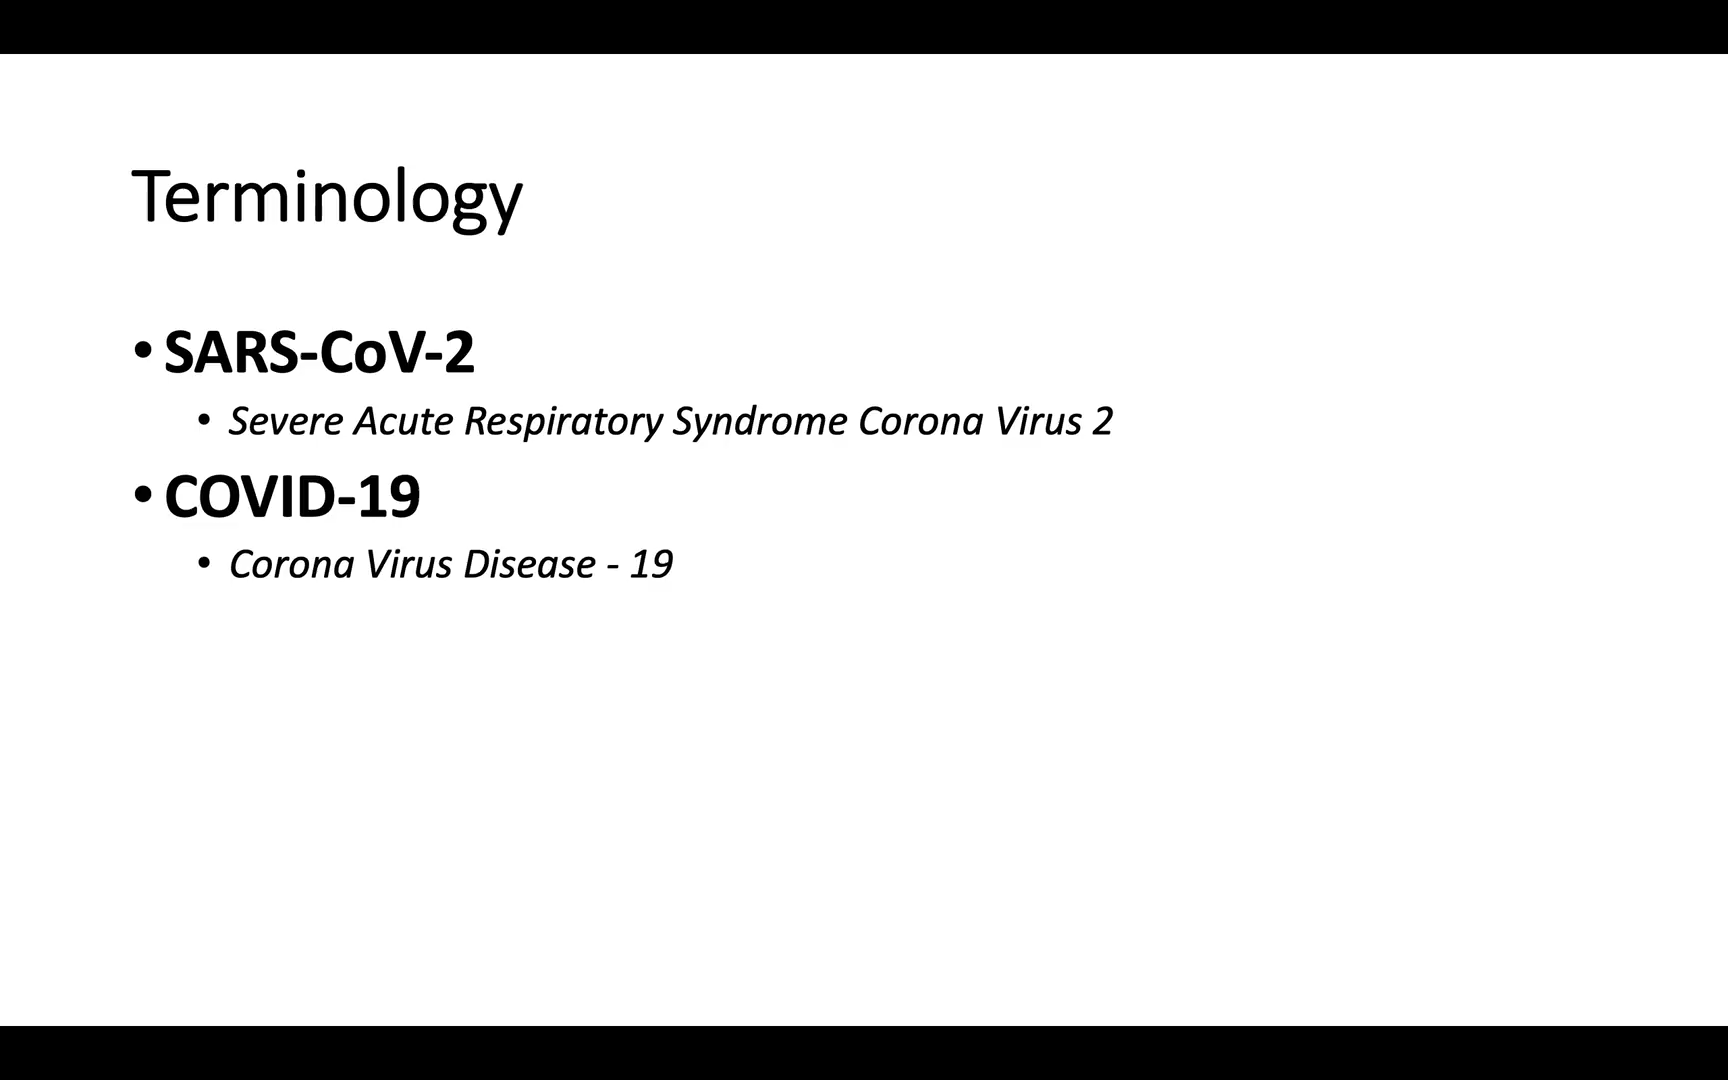 Terminology
• SARS-CoV-2
• Severe Acute Respiratory Syndrome Corona Virus 2
• COVID-19
• Corona Virus Disease - 19